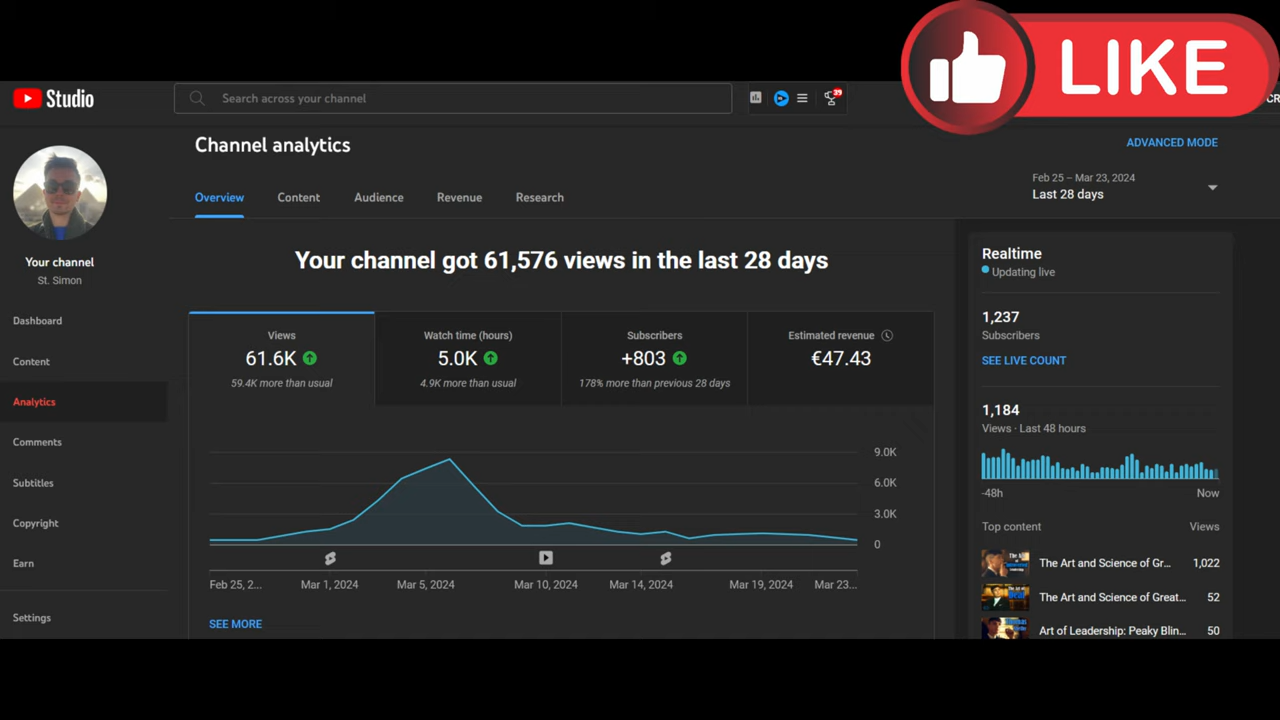 LIKE
Studio
Search across your channel
39
CR
Channel analytics
ADVANCED MODE
Feb 25 – Mar 23, 2024
Last 28 days
Overview
Content
Audience
Revenue
Research
Your channel
St. Simon
Dashboard
Content
Analytics
Comments
Subtitles
Copyright
Earn
Settings
Your channel got 61,576 views in the last 28 days
Views
61.6K
59.4K more than usual
Watch time (hours)
5.0K
4.9K more than usual
Subscribers
+803
178% more than previous 28 days
Estimated revenue
€47.43
9.0K
6.0K
3.0K
0
Feb 25, 2...
Mar 1, 2024
Mar 5, 2024
Mar 10, 2024
Mar 14, 2024
Mar 19, 2024
Mar 23...
SEE MORE
Realtime
Updating live
1,237
Subscribers
SEE LIVE COUNT
1,184
Views · Last 48 hours
-48h
Now
Top content
Views
The Art and Science of Gr...
1,022
The Art and Science of Great...
52
Art of Leadership: Peaky Blin...
50